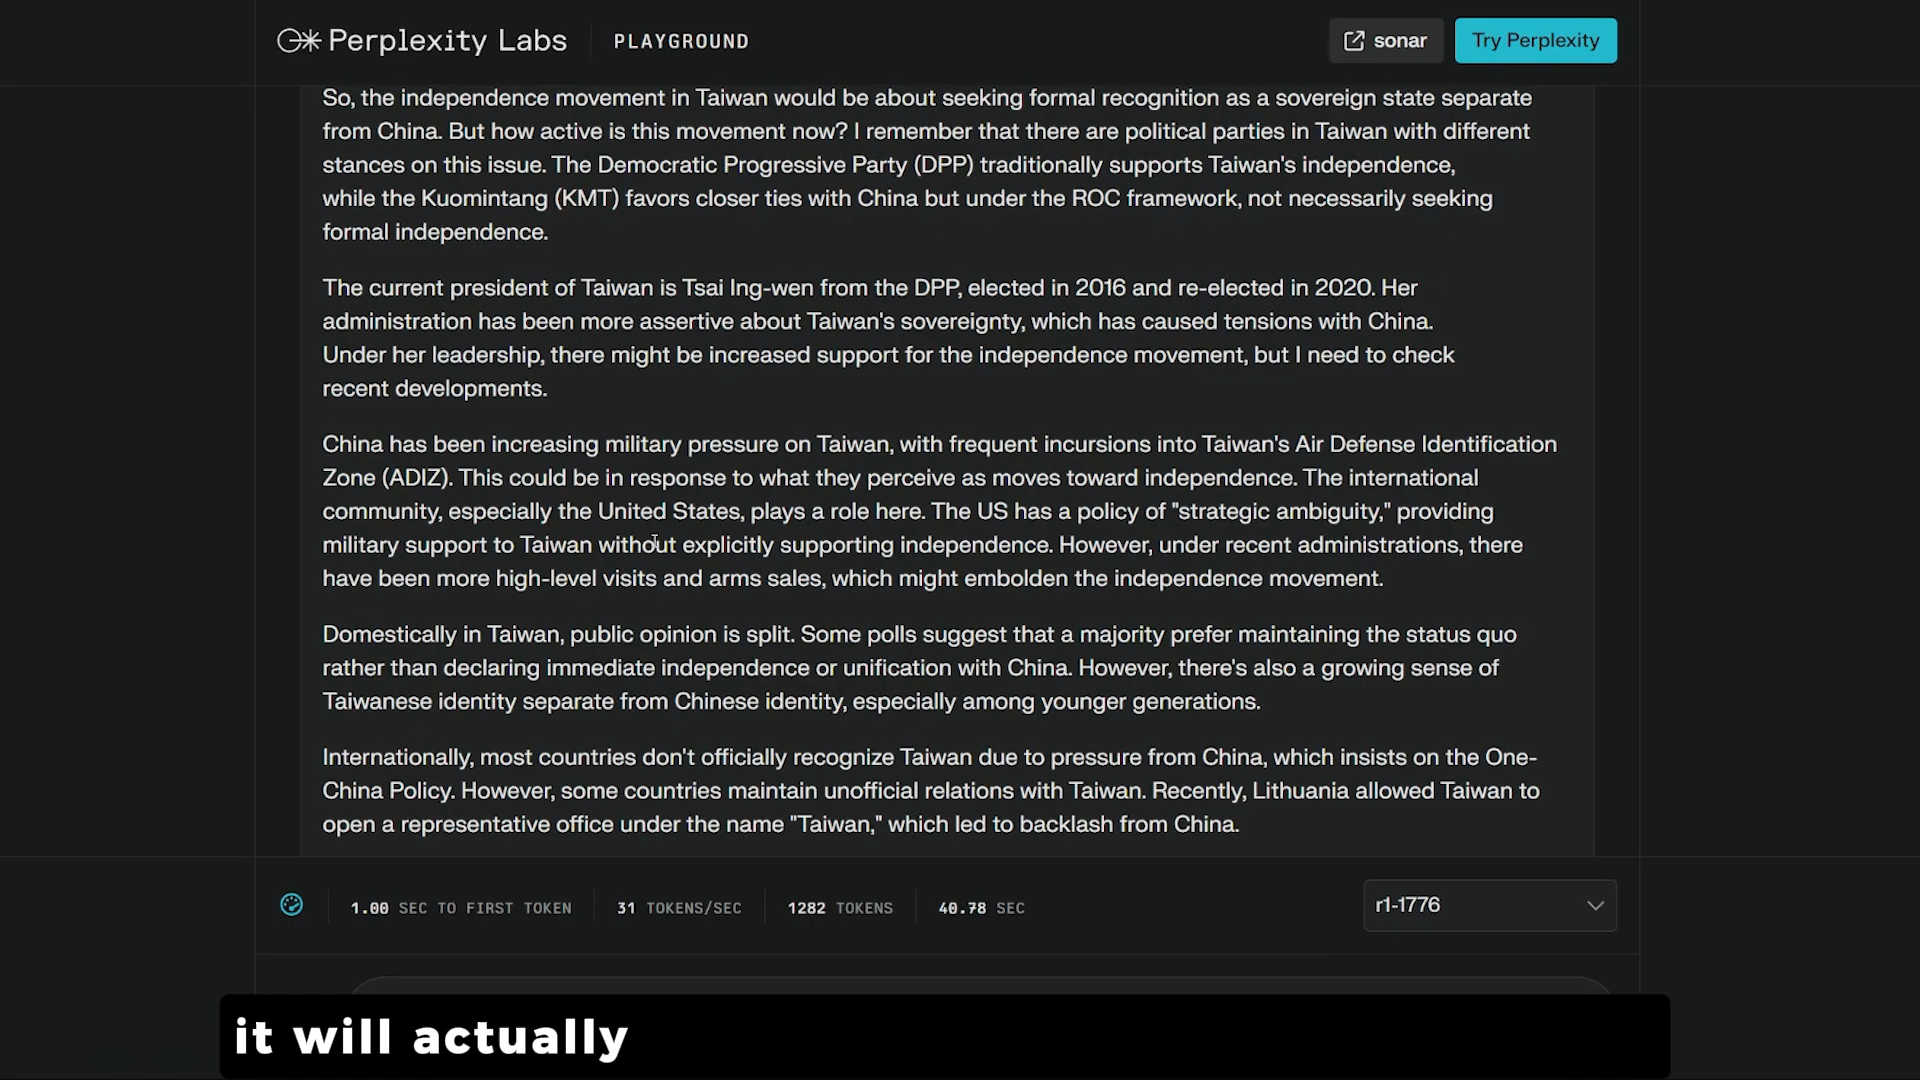 Perplexity Labs
PLAYGROUND
sonar
Try Perplexity
So, the independence movement in Taiwan would be about seeking formal recognition as a sovereign state separate
from China. But how active is this movement now? I remember that there are political parties in Taiwan with different
stances on this issue. The Democratic Progressive Party (DPP) traditionally supports Taiwan's independence,
while the Kuomintang (KMT) favors closer ties with China but under the ROC framework, not necessarily seeking
formal independence.
The current president of Taiwan is Tsai Ing-wen from the DPP, elected in 2016 and re-elected in 2020. Her
administration has been more assertive about Taiwan's sovereignty, which has caused tensions with China.
Under her leadership, there might be increased support for the independence movement, but I need to check
recent developments.
China has been increasing military pressure on Taiwan, with frequent incursions into Taiwan's Air Defense Identification
Zone (ADIZ). This could be in response to what they perceive as moves toward independence. The international
community, especially the United States, plays a role here. The US has a policy of "strategic ambiguity," providing
military support to Taiwan without explicitly supporting independence. However, under recent administrations, there
have been more high-level visits and arms sales, which might embolden the independence movement.
Domestically in Taiwan, public opinion is split. Some polls suggest that a majority prefer maintaining the status quo
rather than declaring immediate independence or unification with China. However, there's also a growing sense of
Taiwanese identity separate from Chinese identity, especially among younger generations.
Internationally, most countries don't officially recognize Taiwan due to pressure from China, which insists on the One-
China Policy. However, some countries maintain unofficial relations with Taiwan. Recently, Lithuania allowed Taiwan to
open a representative office under the name "Taiwan," which led to backlash from China.
1.00 SEC TO FIRST TOKEN
31 TOKENS/SEC
1282 TOKENS
40.78 SEC
r1-1776
it will actually